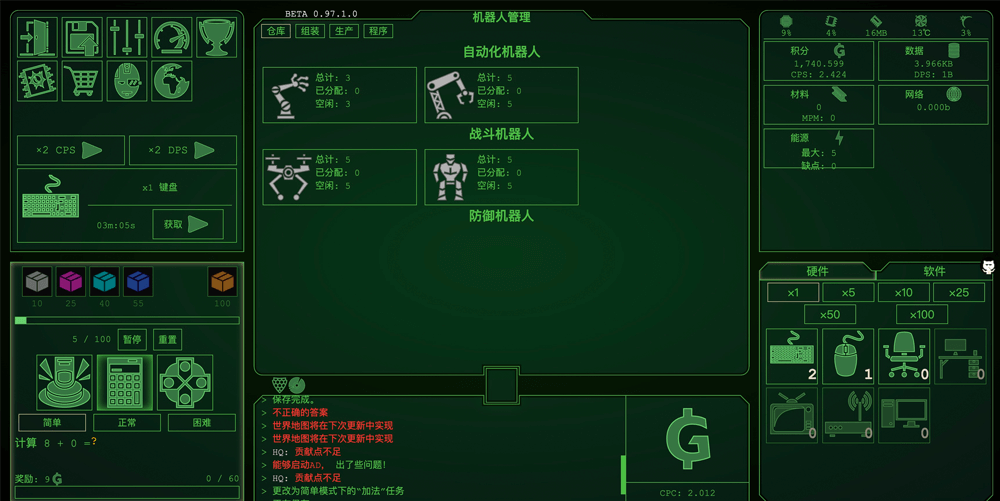 BETA 0.97.1.0
×2 CPS
×2 DPS
x1 键盘
03m:05s
获取
10
25
40
55
100
5 / 100
暂停
重置
简单
正常
困难
计算 8 + 0 =?
奖励: 9
0 / 60
机器人管理
仓库
组装
生产
程序
自动化机器人
总计: 3
已分配: 0
空闲: 3
总计: 5
已分配: 0
空闲: 5
战斗机器人
总计: 5
已分配: 0
空闲: 5
总计: 5
已分配: 0
空闲: 5
防御机器人
> 保存完成。
> 不正确的答案
> 世界地图将在下次更新中实现
> 世界地图将在下次更新中实现
> HQ: 贡献点不足
> 能够启动AD, 出了些问题!
> HQ: 贡献点不足
> 更改为简单模式下的“加法”任务
CPC: 2.012
9%
4%
16MB
13℃
3%
积分
1,740.599
CPS: 2.424
数据
3.966KB
DPS: 1B
材料
0
MPM: 0
网络
0.000b
能源
最大: 5
缺点: 0
硬件
软件
×1
×5
×10
×25
×50
×100
2
1
0
0
0
0
0